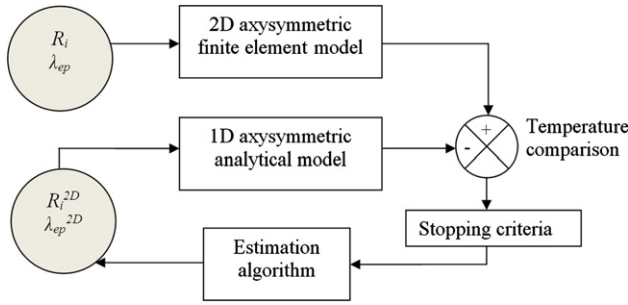 R_i
λ_ep
2D axysymmetric
finite element model
1D axysymmetric
analytical model
+
-
Temperature
comparison
R_i^2D
λ_ep^2D
Stopping criteria
Estimation
algorithm